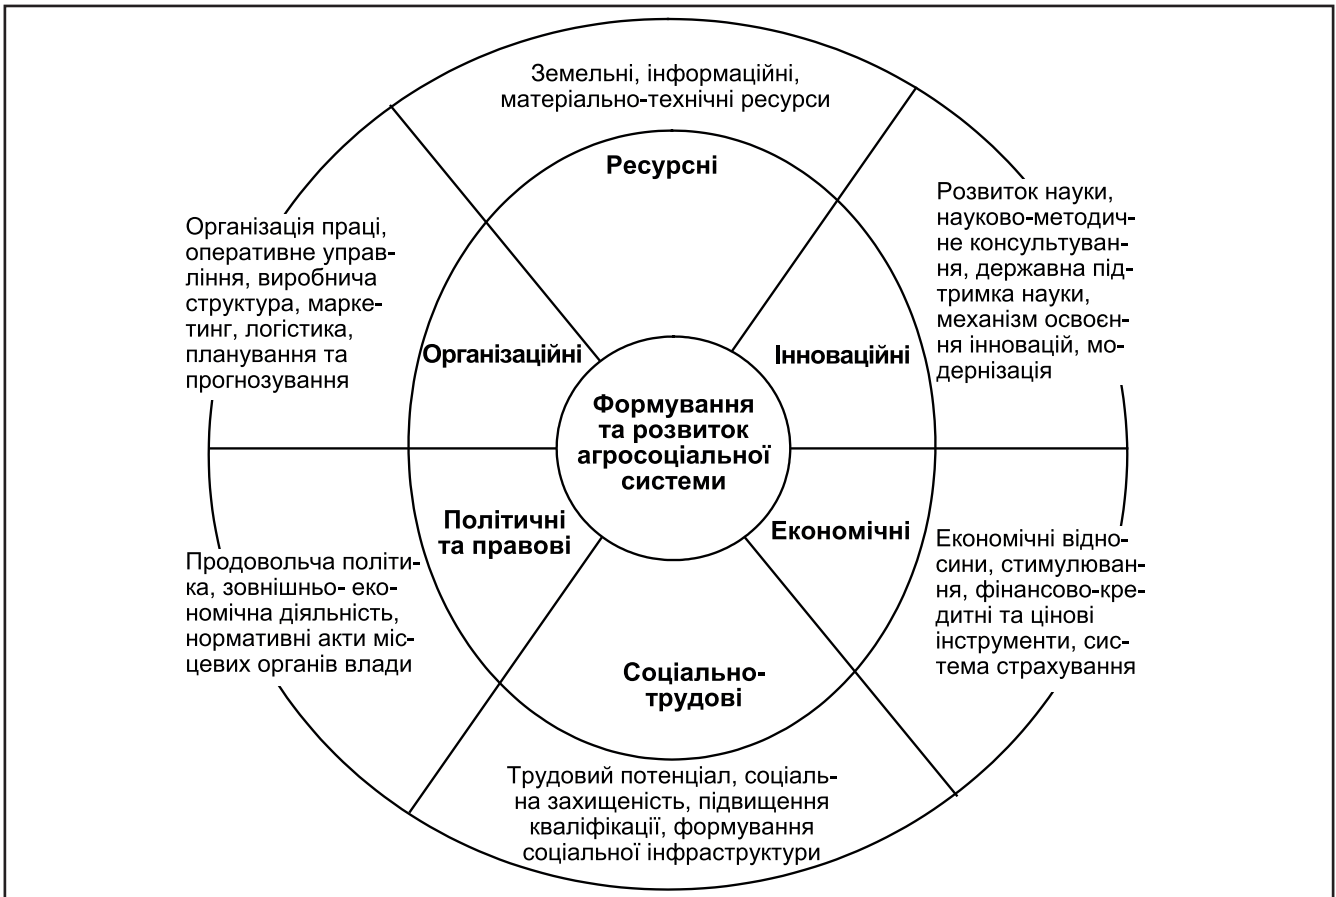 Земельні, інформаційні,
матеріально-технічні ресурси
Ресурсні
Розвиток науки,
науково-методич-
не консультуван-
ня, державна під-
тримка науки,
механізм освоєн-
ня інновацій, мо-
дернізація
Організація праці,
оперативне управ-
ління, виробнича
структура, марке-
тинг, логістика,
планування та
прогнозування
Організаційні
Інноваційні
Формування
та розвиток
агросоціальної
системи
Політичні
та правові
Економічні
Продовольча політи-
ка, зовнішньо- еко-
номічна діяльність,
нормативні акти міс-
цевих органів влади
Економічні відно-
сини, стимулюван-
ня, фінансово-кре-
дитні та цінові
інструменти, сис-
тема страхування
Соціально-
трудові
Трудовий потенціал, соціаль-
на захищеність, підвищення
кваліфікації, формування
соціальної інфраструктури